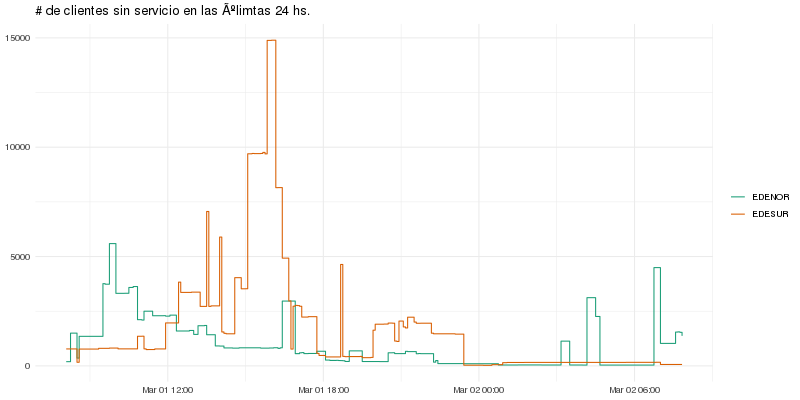 # de clientes sin servicio en las Ãºlimtas 24 hs.
15000
10000
5000
0
Mar 01 12:00
Mar 01 18:00
Mar 02 00:00
Mar 02 06:00
EDENOR
EDESUR